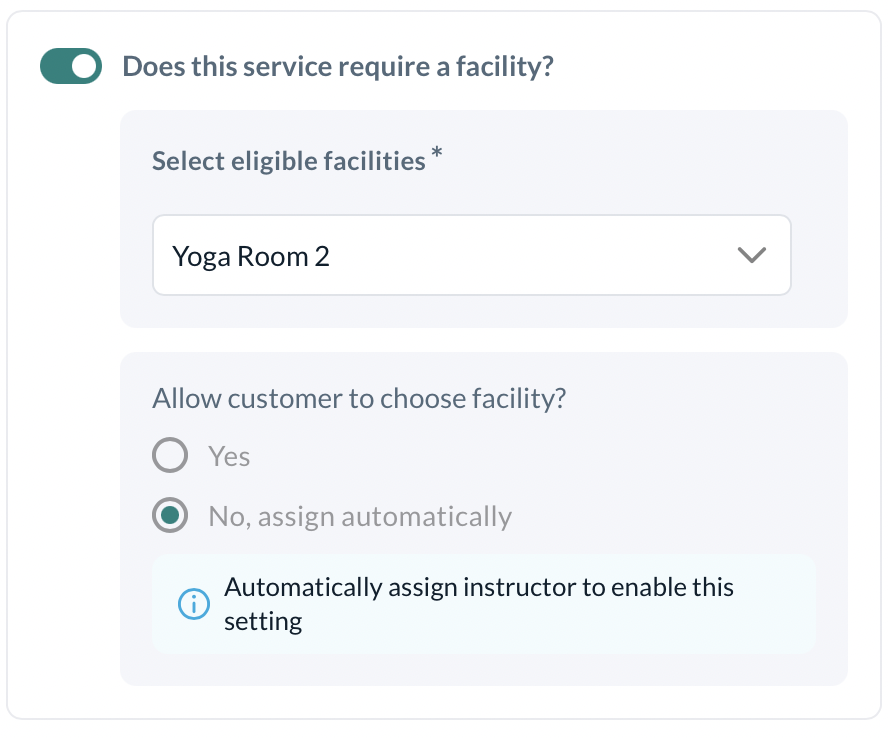 Does this service require a facility?
Select eligible facilities *
Yoga Room 2
Allow customer to choose facility?
Yes
No, assign automatically
Automatically assign instructor to enable this
setting